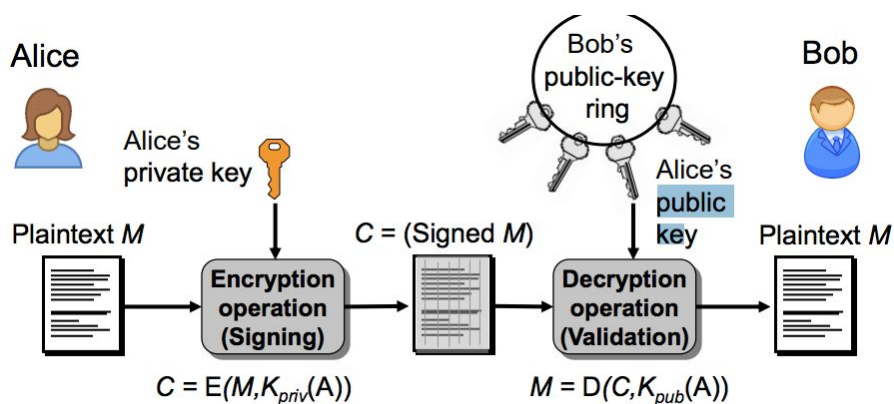 Alice
Bob's
public-key
ring
Bob
Alice's
private key
Alice's
public
key
Plaintext M
C = (Signed M)
Plaintext M
Encryption
operation
(Signing)
Decryption
operation
(Validation)
C = E(M,Kpriv(A))
M = D(C,Kpub(A))